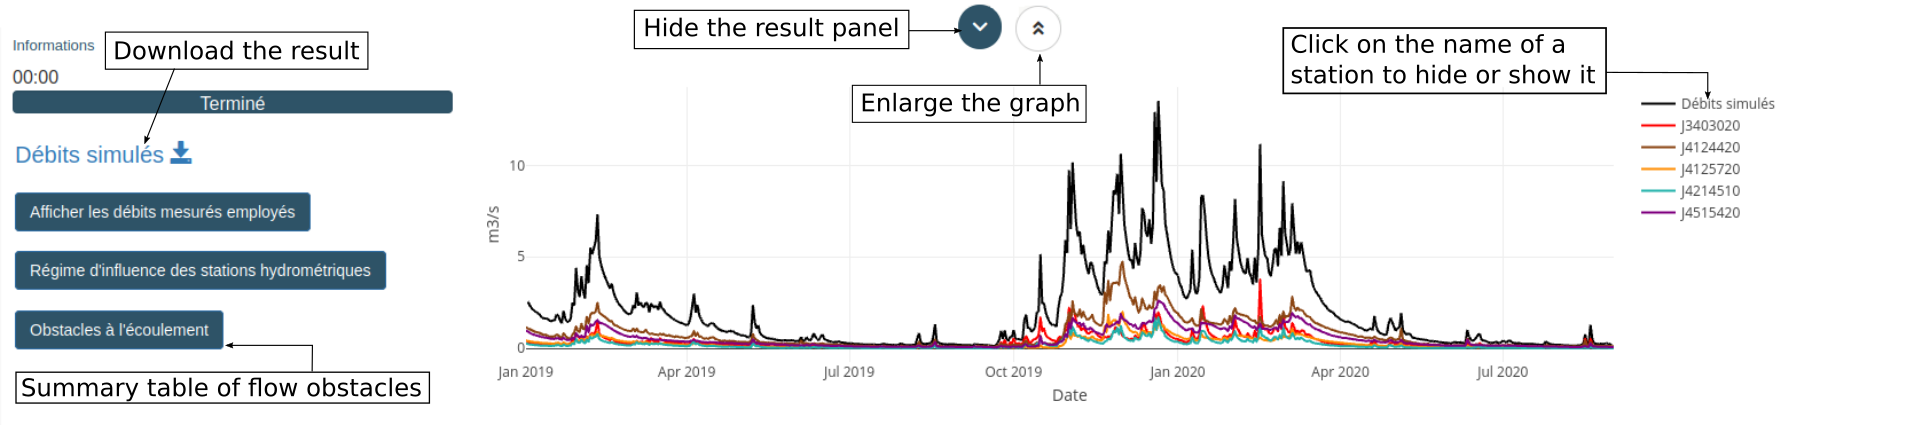 Informations
Download the result
00:00
Terminé
Débits simulés
Afficher les débits mesurés employés
Régime d'influence des stations hydrométriques
Obstacles à l'écoulement
Summary table of flow obstacles
Hide the result panel
Enlarge the graph
Click on the name of a
station to hide or show it
Débits simulés
J3403020
J4124420
J4125720
J4214510
J4515420
m3/s
10
5
0
Jan 2019 Apr 2019 Jul 2019 Oct 2019 Jan 2020 Apr 2020 Jul 2020
Date